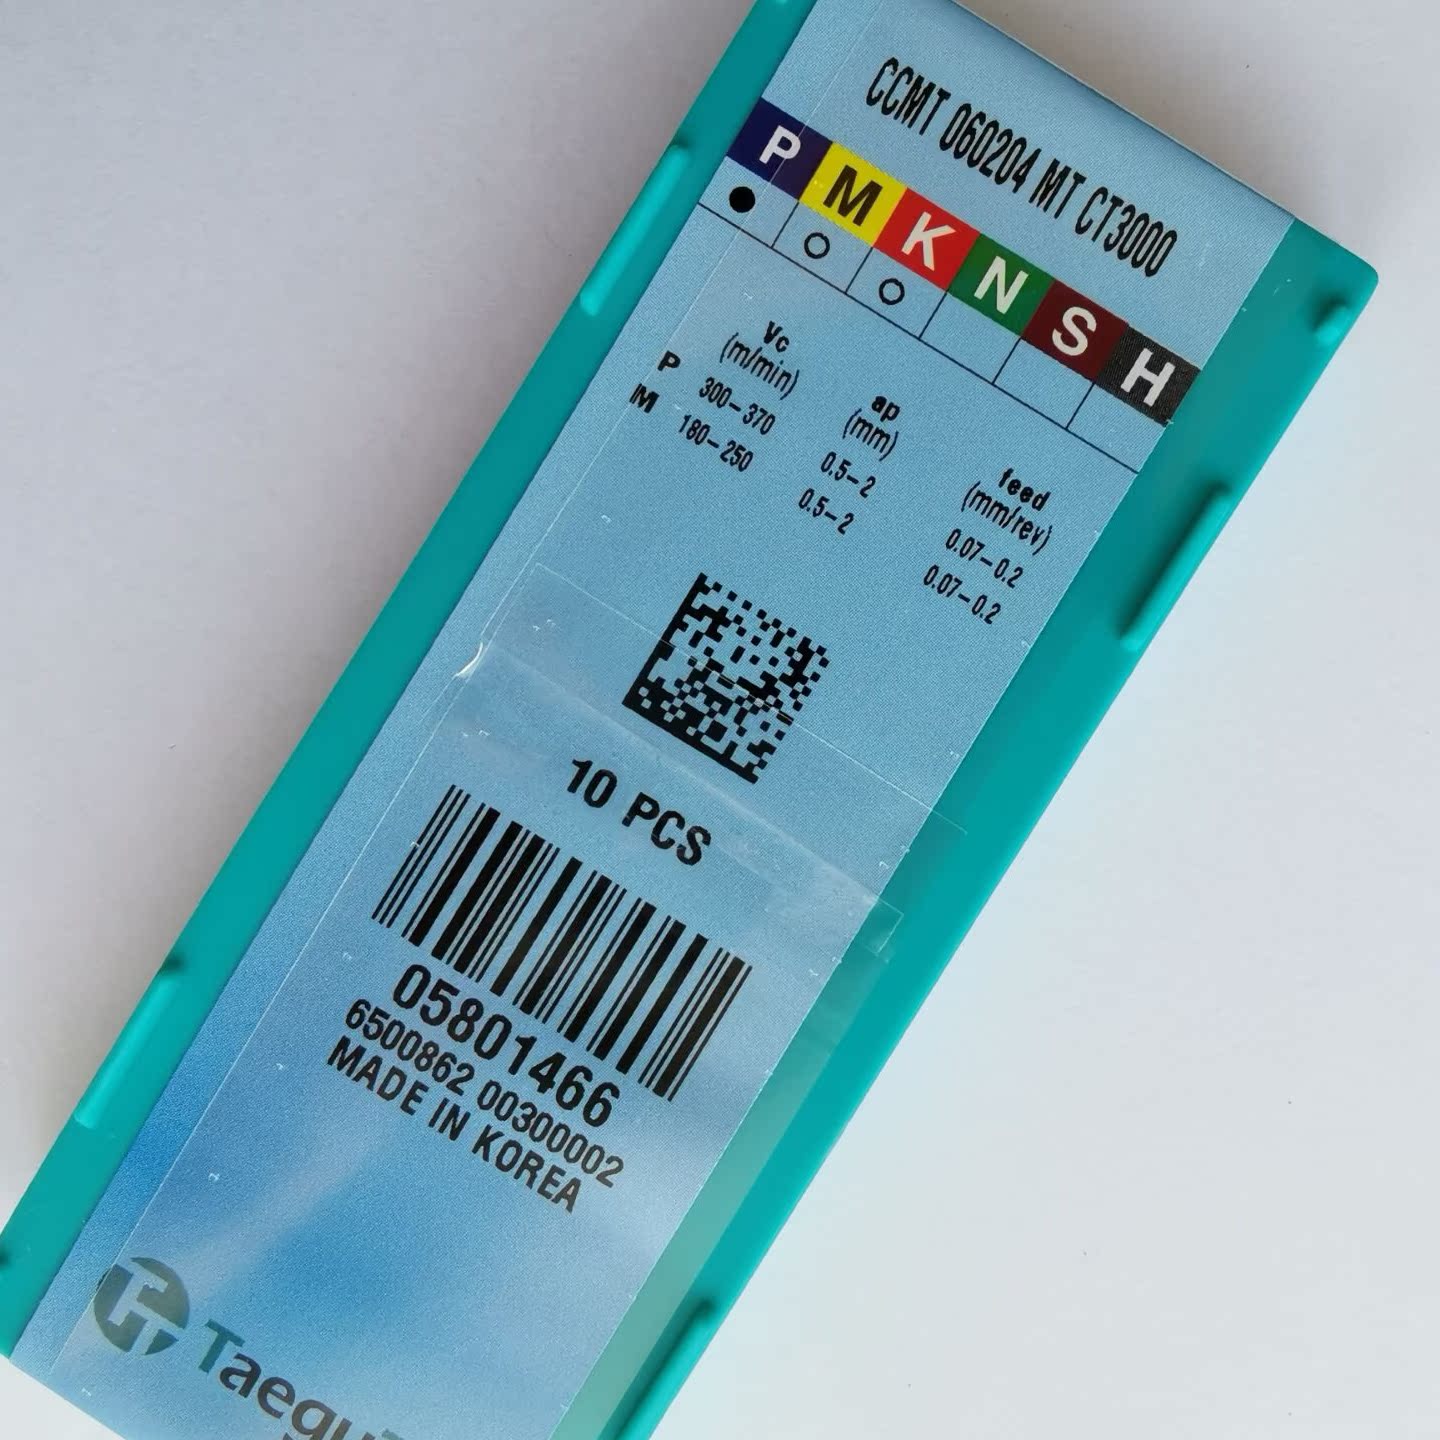 CCMT 060204 MT CT3000
P M K N S H
Vc ap feed
(m/min) (mm) (mm/rev)
P 300-370 0.5-2 0.07-0.2
M 180-250 0.5-2 0.07-0.2
10 PCS
05801466
6500862 00300002
MADE IN KOREA
Taegu